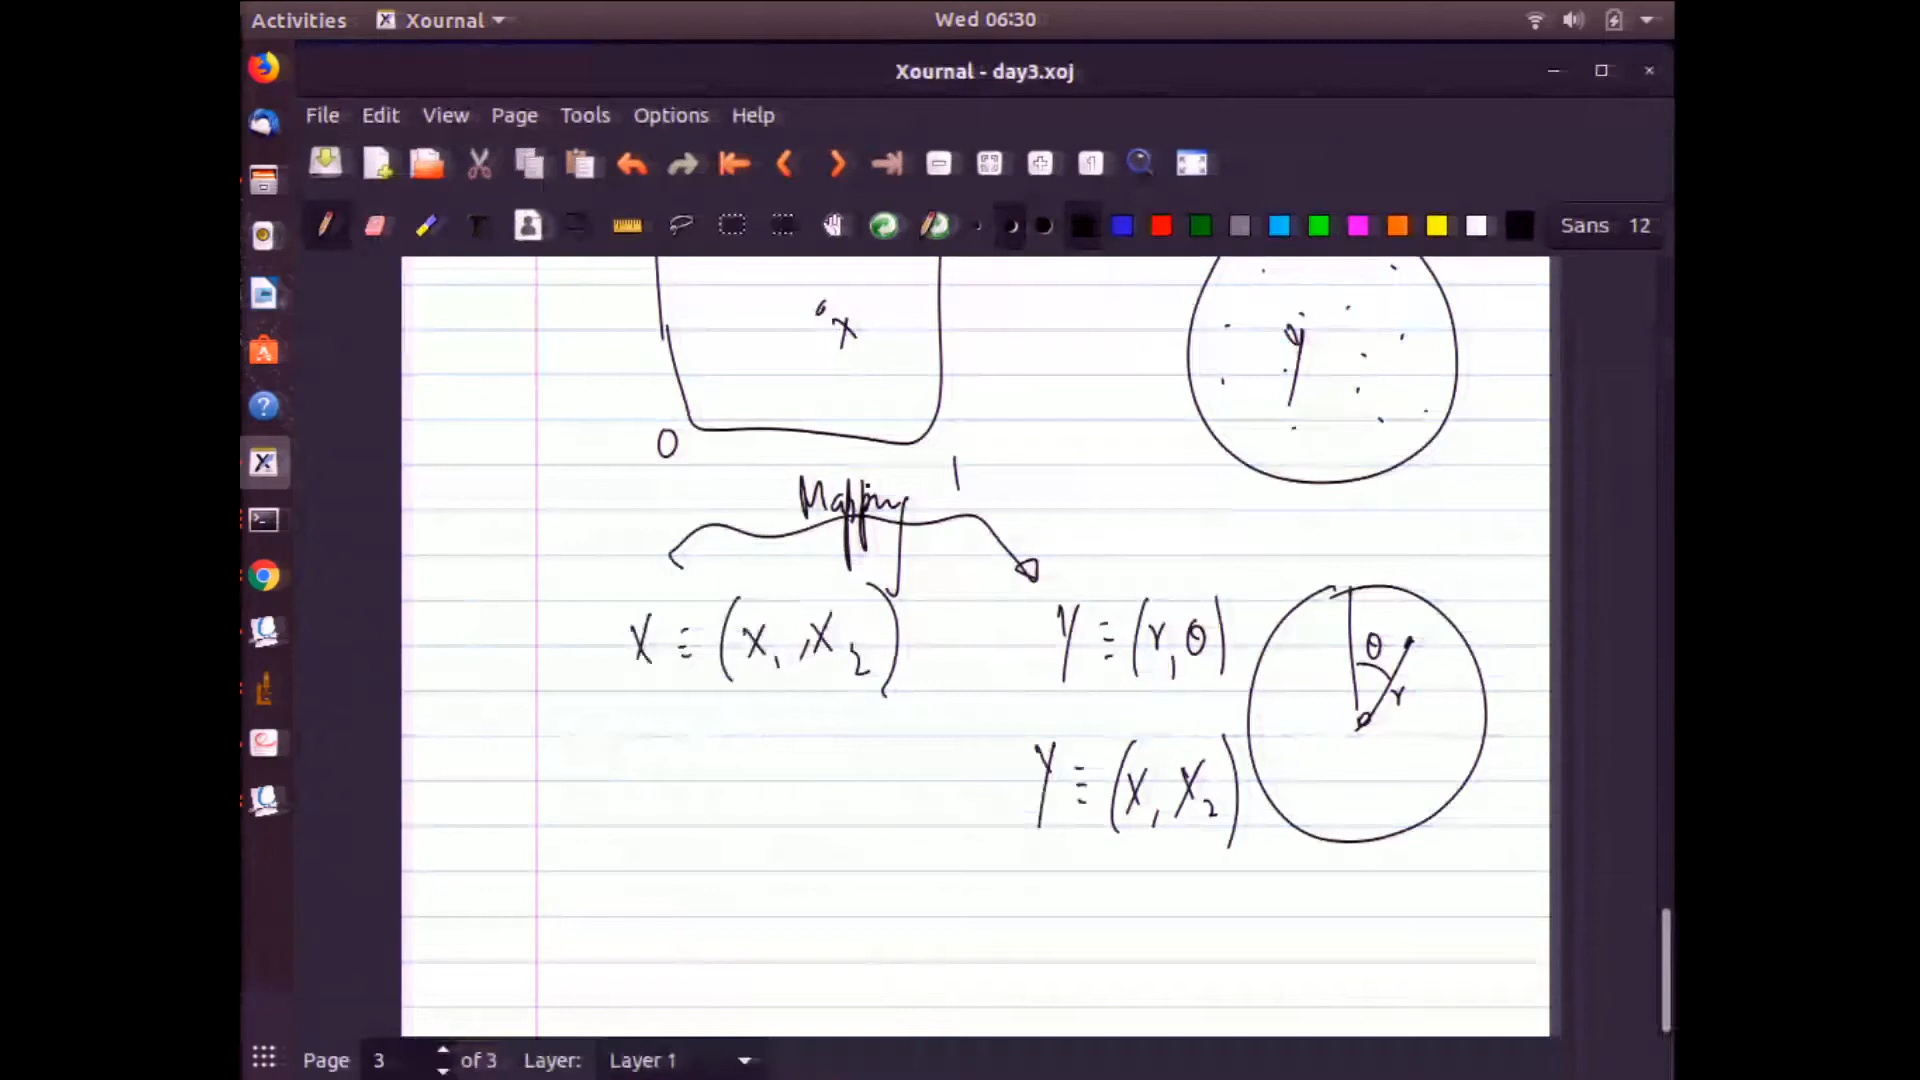 Activities Xournal Wed 06:30
Xournal - day3.xoj
File Edit View Page Tools Options Help
Sans 12
X
y
0
1
Mapping
X ≡ (X₁, X₂)
Y ≡ (r, θ)
θ
r
Y ≡ (X₁ X₂)
Page 3 of 3 Layer: Layer 1